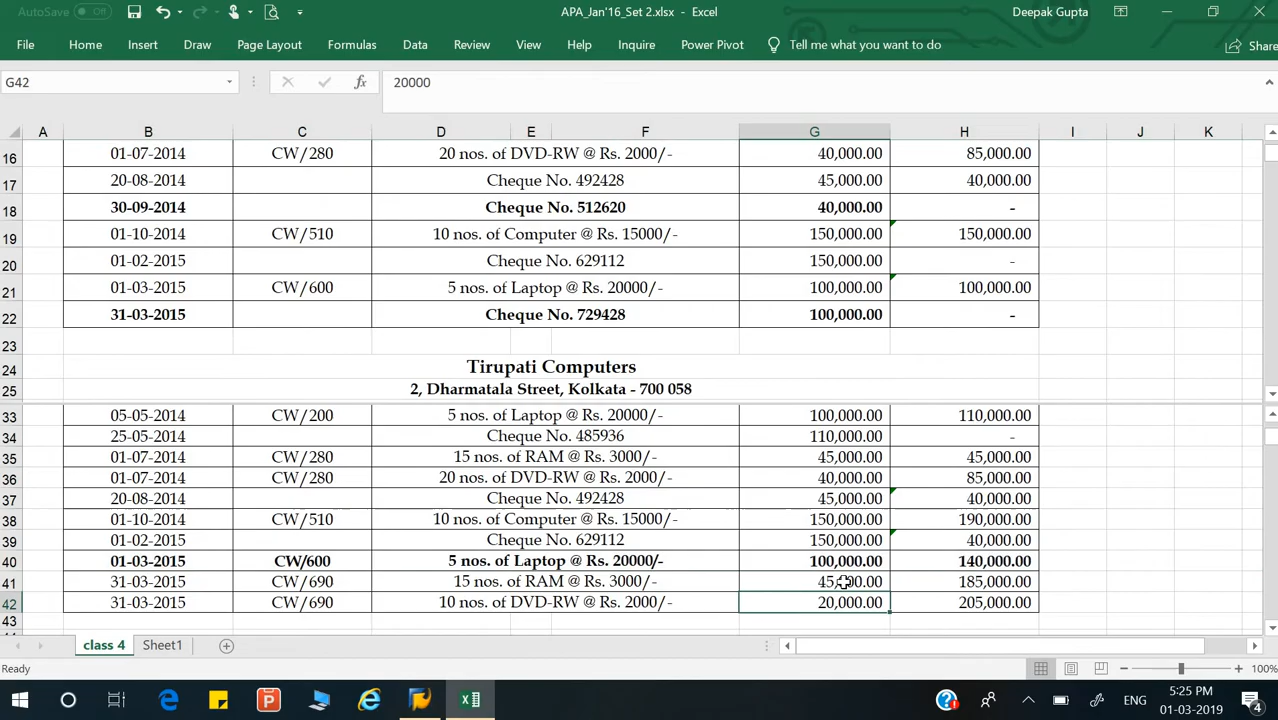 AutoSave Off APA_Jan'16_Set 2.xlsx - Excel Deepak Gupta
File Home Insert Draw Page Layout Formulas Data Review View Help Inquire Power Pivot Tell me what you want to do Share
G42 fx 20000
A B C D E F G H I J K
16 01-07-2014 CW/280 20 nos. of DVD-RW @ Rs. 2000/- 40,000.00 85,000.00
17 20-08-2014 Cheque No. 492428 45,000.00 40,000.00
18 30-09-2014 Cheque No. 512620 40,000.00 -
19 01-10-2014 CW/510 10 nos. of Computer @ Rs. 15000/- 150,000.00 150,000.00
20 01-02-2015 Cheque No. 629112 150,000.00 -
21 01-03-2015 CW/600 5 nos. of Laptop @ Rs. 20000/- 100,000.00 100,000.00
22 31-03-2015 Cheque No. 729428 100,000.00 -
23
24 Tirupati Computers
25 2, Dharmatala Street, Kolkata - 700 058
33 05-05-2014 CW/200 5 nos. of Laptop @ Rs. 20000/- 100,000.00 110,000.00
34 25-05-2014 Cheque No. 485936 110,000.00 -
35 01-07-2014 CW/280 15 nos. of RAM @ Rs. 3000/- 45,000.00 45,000.00
36 01-07-2014 CW/280 20 nos. of DVD-RW @ Rs. 2000/- 40,000.00 85,000.00
37 20-08-2014 Cheque No. 492428 45,000.00 40,000.00
38 01-10-2014 CW/510 10 nos. of Computer @ Rs. 15000/- 150,000.00 190,000.00
39 01-02-2015 Cheque No. 629112 150,000.00 40,000.00
40 01-03-2015 CW/600 5 nos. of Laptop @ Rs. 20000/- 100,000.00 140,000.00
41 31-03-2015 CW/690 15 nos. of RAM @ Rs. 3000/- 45,000.00 185,000.00
42 31-03-2015 CW/690 10 nos. of DVD-RW @ Rs. 2000/- 20,000.00 205,000.00
43
class 4 Sheet1
Ready 100%
ENG 5:25 PM
01-03-2019 4